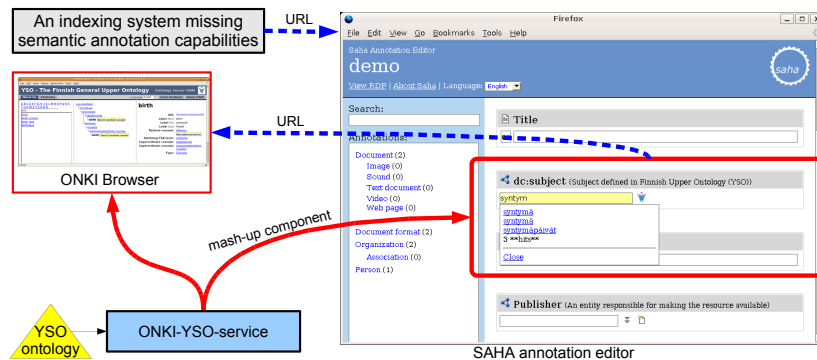 An indexing system missing
semantic annotation capabilities
URL
Firefox
File Edit View Go Bookmarks Tools Help
Saha Annotation Editor
demo
View RDF | About Saha | Language: English
saha
Search:
Annotations:
Document (2)
Image (0)
Sound (0)
Text document (0)
Video (0)
Web page (0)
Document format (2)
Organization (2)
Association (0)
Person (1)
Title
dc:subject (Subject defined in Finnish Upper Ontology (YSO))
syntym
syntymä
syntymä
syntymäpäivät
3 **hits**
Close
Publisher (An entity responsible for making the resource available)
YSO - The Finnish General Upper Ontology
birth
URL
ONKI Browser
mash-up component
YSO
ontology
ONKI-YSO-service
SAHA annotation editor